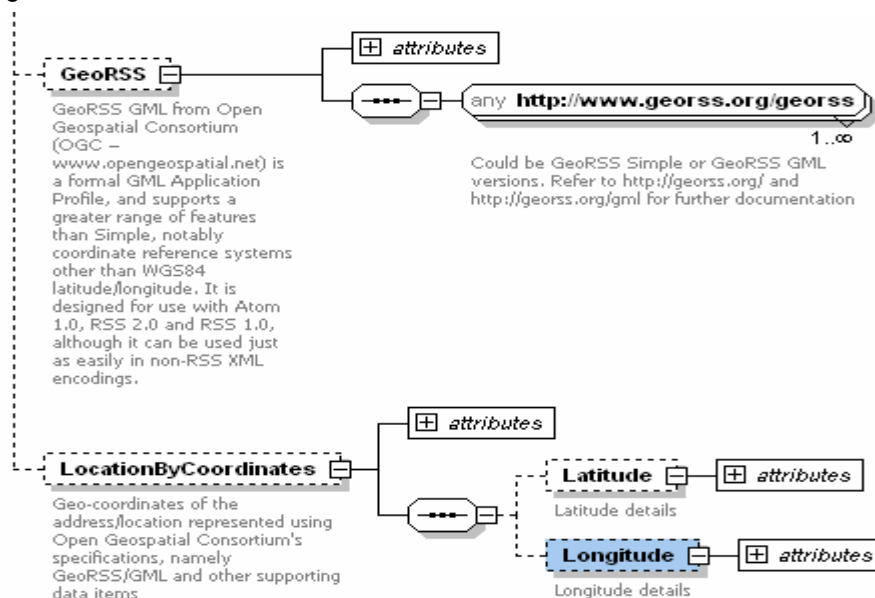 attributes
GeoRSS
any http://www.georss.org/georss
1..∞
GeoRSS GML from Open
Geospatial Consortium
(OGC –
www.opengeospatial.net) is
a formal GML Application
Profile, and supports a
greater range of features
than Simple, notably
coordinate reference systems
other than WGS84
latitude/longitude. It is
designed for use with Atom
1.0, RSS 2.0 and RSS 1.0,
although it can be used just
as easily in non-RSS XML
encodings.
Could be GeoRSS Simple or GeoRSS GML
versions. Refer to http://georss.org/ and
http://georss.org/gml for further documentation
attributes
LocationByCoordinates
Geo-coordinates of the
address/location represented using
Open Geospatial Consortium's
specifications, namely
GeoRSS/GML and other supporting
data items
Latitude
attributes
Latitude details
Longitude
attributes
Longitude details